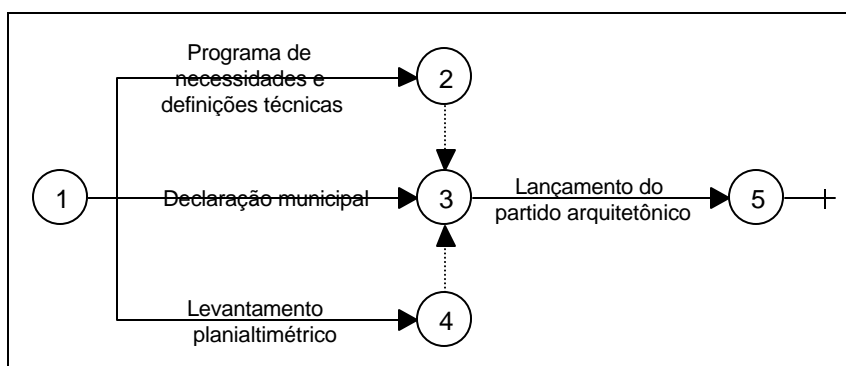 Programa de
necessidades e
definições técnicas
2
1
Declaração municipal
3
Lançamento do
partido arquitetônico
5
Levantamento
planialtimétrico
4